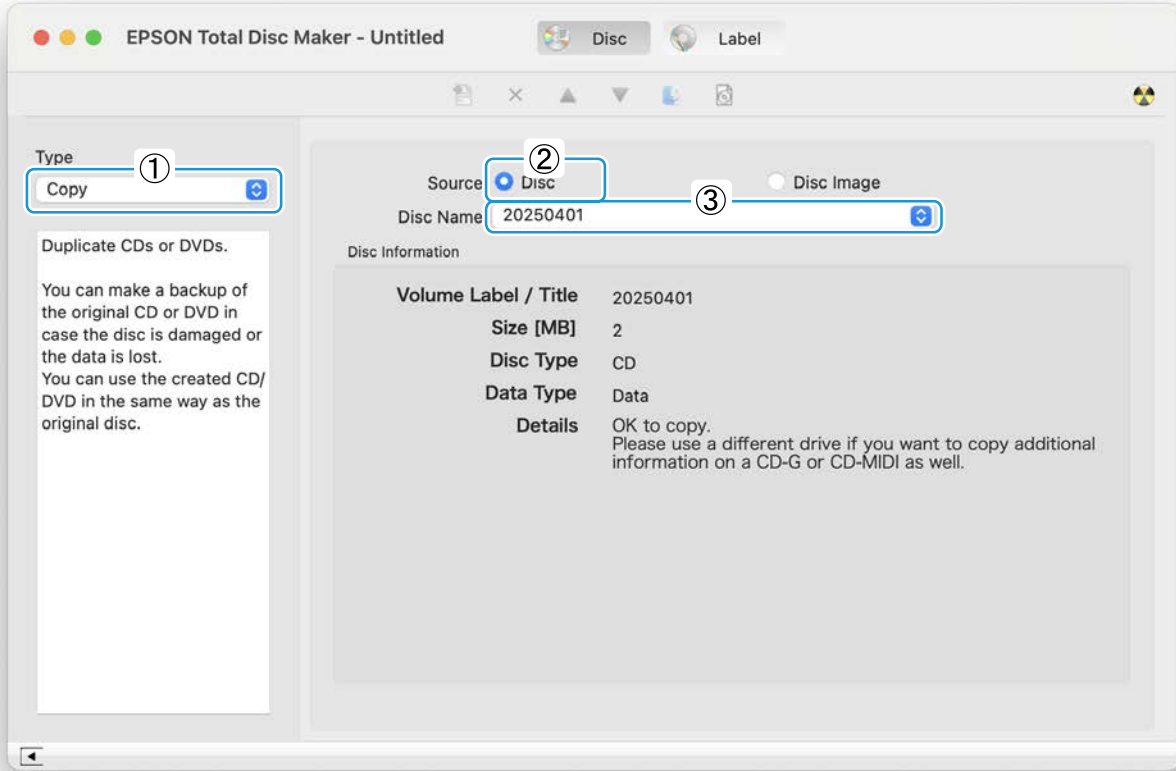 EPSON Total Disc Maker - Untitled
Disc
Label
Type
①
Copy
Duplicate CDs or DVDs.
You can make a backup of
the original CD or DVD in
case the disc is damaged or
the data is lost.
You can use the created CD/
DVD in the same way as the
original disc.
②
Source Disc
Disc Image
③
Disc Name 20250401
Disc Information
Volume Label / Title 20250401
Size [MB] 2
Disc Type CD
Data Type Data
Details OK to copy.
Please use a different drive if you want to copy additional
information on a CD-G or CD-MIDI as well.